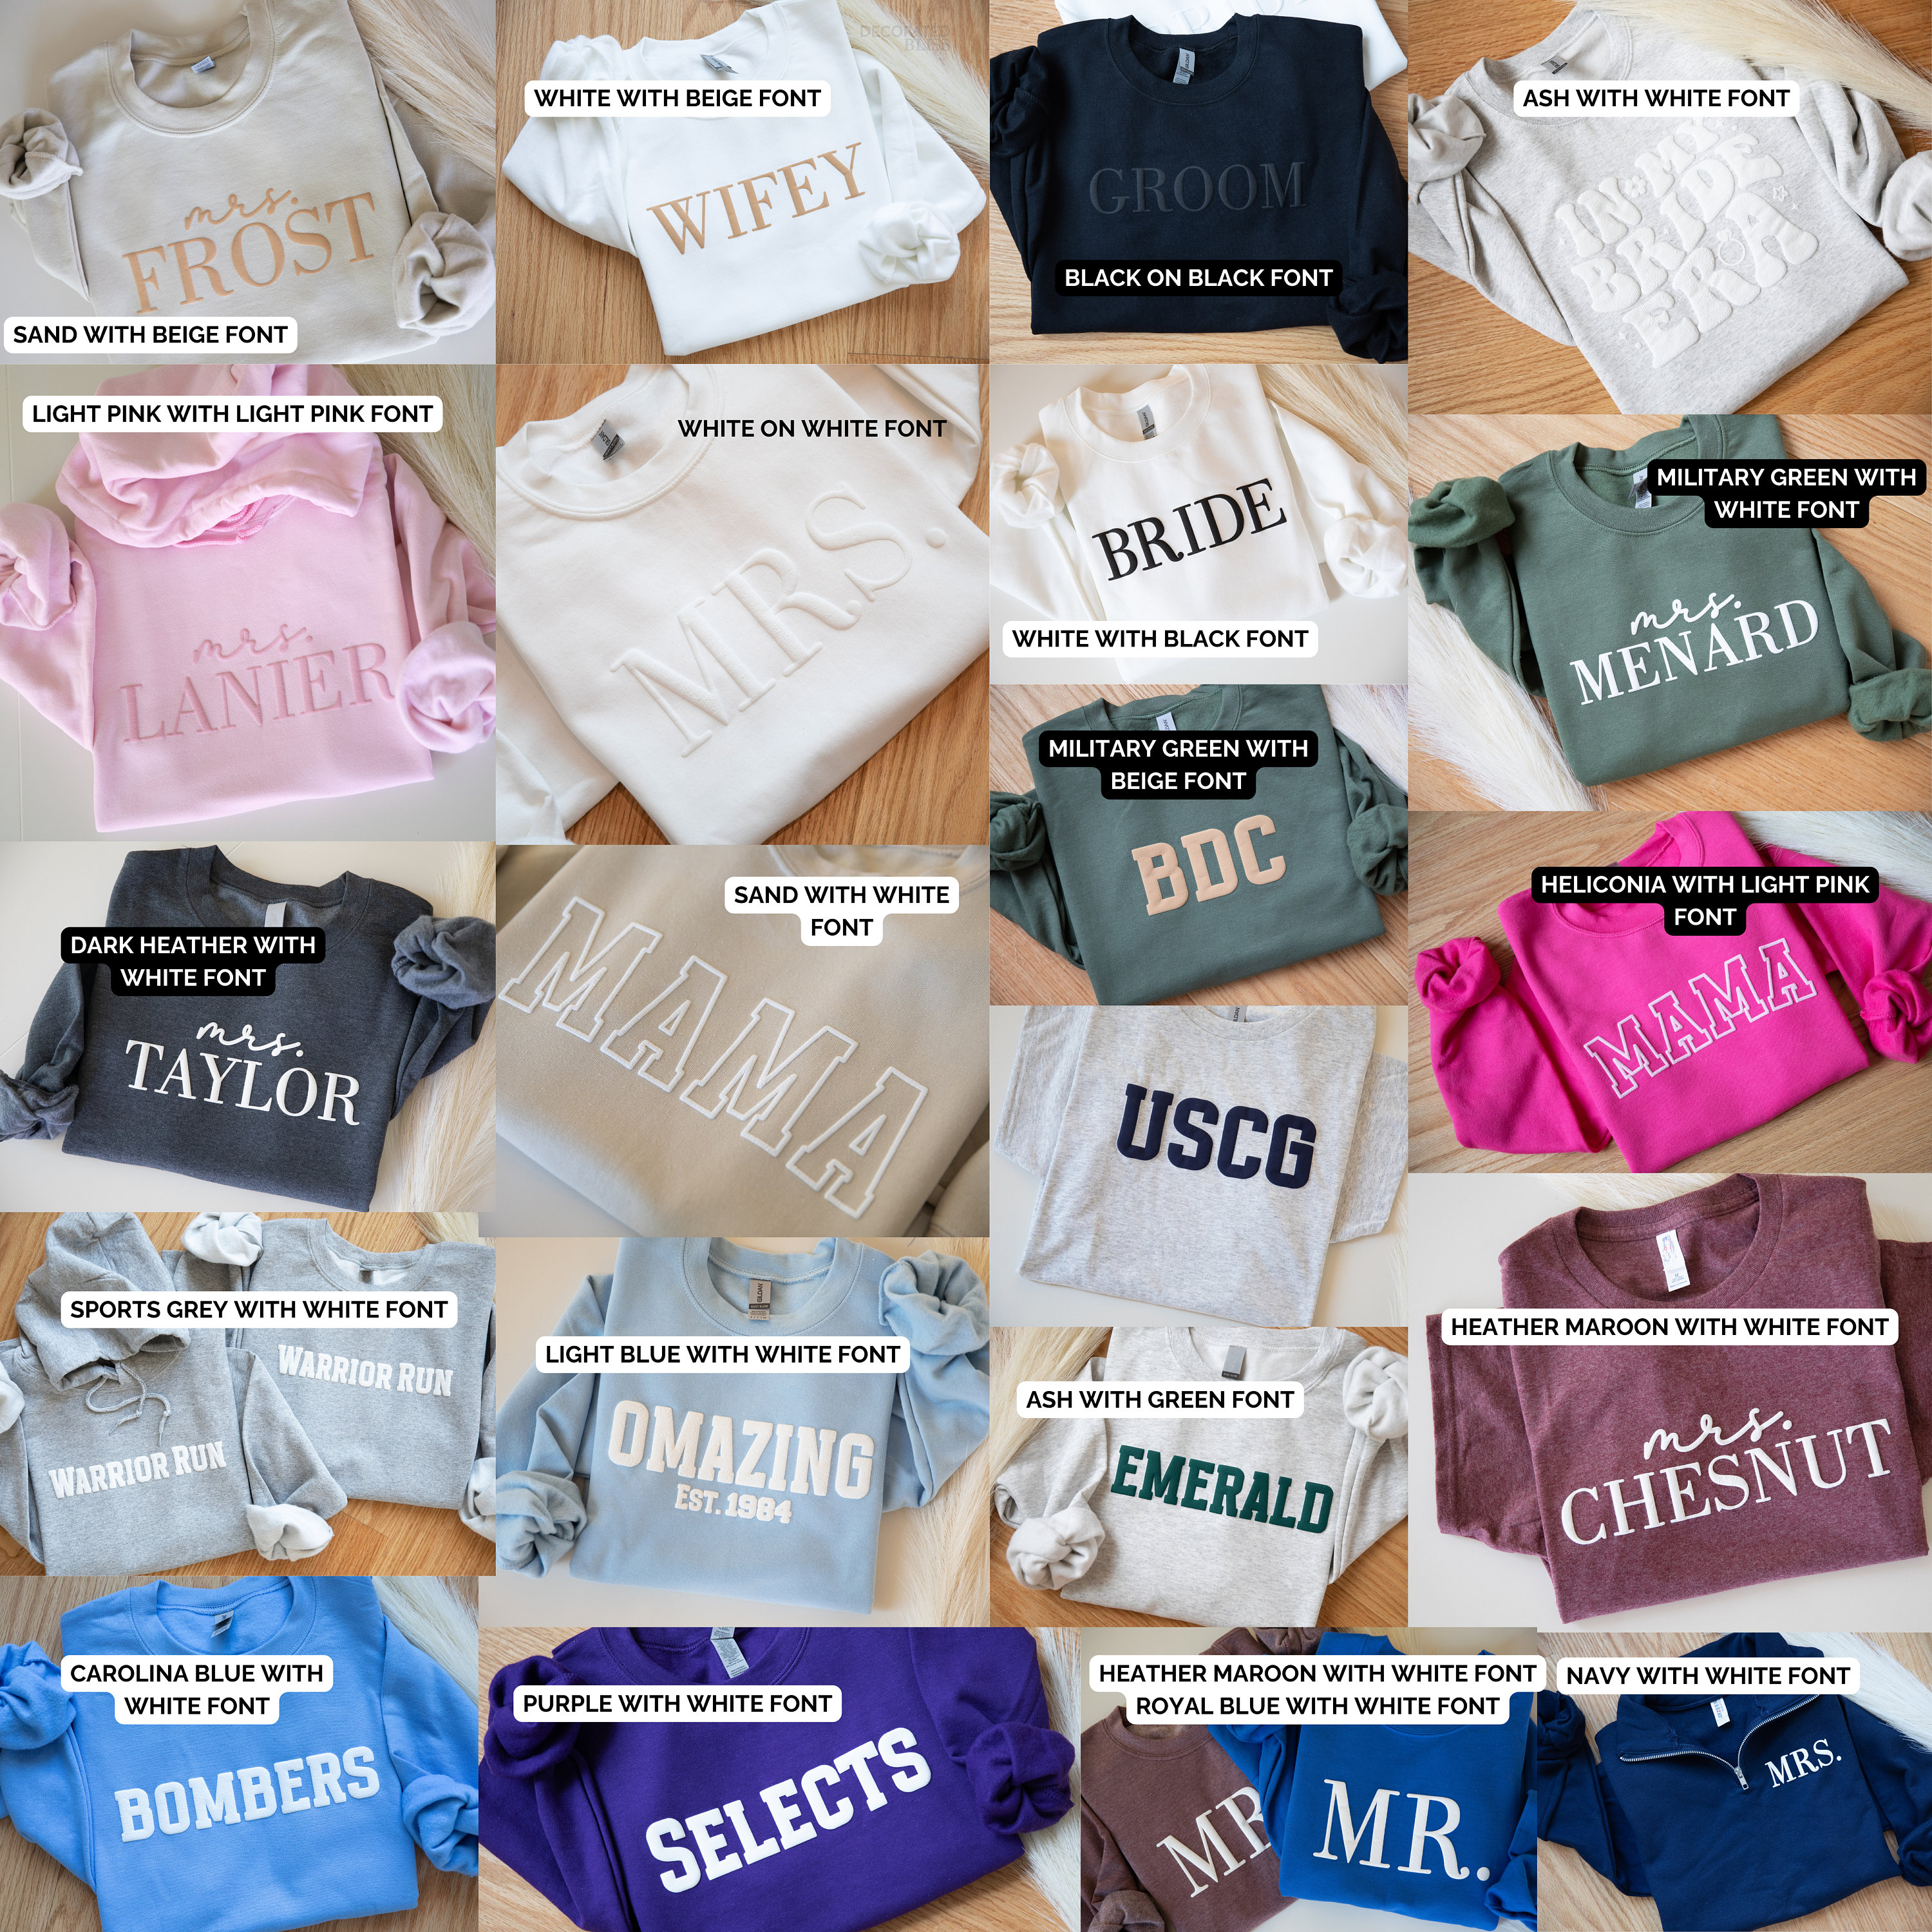 mrs.
FROST
SAND WITH BEIGE FONT
DECORATED
BLISS
WHITE WITH BEIGE FONT
WIFEY
GROOM
BLACK ON BLACK FONT
ASH WITH WHITE FONT
IN MY
BRIDE
ERA
LIGHT PINK WITH LIGHT PINK FONT
mrs.
LANIER
WHITE ON WHITE FONT
MRS.
BRIDE
WHITE WITH BLACK FONT
MILITARY GREEN WITH
WHITE FONT
mrs.
MENARD
MILITARY GREEN WITH
BEIGE FONT
BDC
HELICONIA WITH LIGHT PINK
FONT
MAMA
DARK HEATHER WITH
WHITE FONT
mrs.
TAYLOR
SAND WITH WHITE
FONT
MAMA
USCG
HEATHER MAROON WITH WHITE FONT
mrs.
CHESNUT
SPORTS GREY WITH WHITE FONT
WARRIOR RUN
WARRIOR RUN
GILDAN
LIGHT BLUE WITH WHITE FONT
OMAZING
EST. 1984
ASH WITH GREEN FONT
EMERALD
CAROLINA BLUE WITH
WHITE FONT
BOMBERS
PURPLE WITH WHITE FONT
SELECTS
HEATHER MAROON WITH WHITE FONT
ROYAL BLUE WITH WHITE FONT
MR
MR.
NAVY WITH WHITE FONT
MRS.